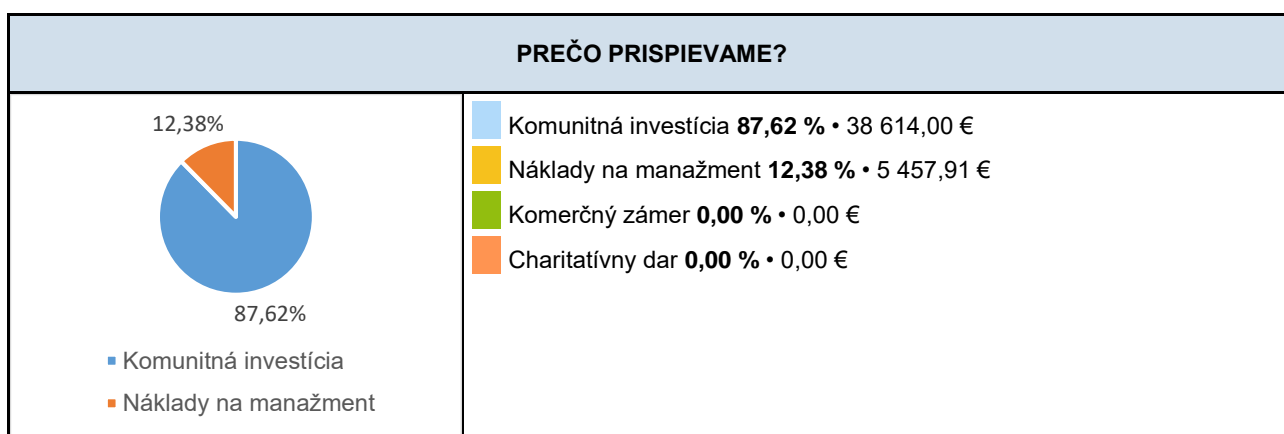 PREČO PRISPIEVAME?
12,38%
87,62%
Komunitná investícia
Náklady na manažment
Komunitná investícia 87,62 % • 38 614,00 €
Náklady na manažment 12,38 % • 5 457,91 €
Komerčný zámer 0,00 % • 0,00 €
Charitatívny dar 0,00 % • 0,00 €